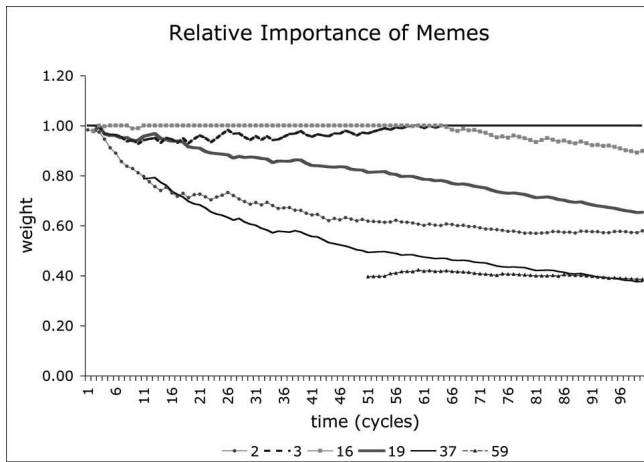 Relative Importance of Memes
1.20
1.00
0.80
0.60
0.40
0.20
0.00
weight
1 6 11 16 21 26 31 36 41 46 51 56 61 66 71 76 81 86 91 96
time (cycles)
2 3 16 19 37 59